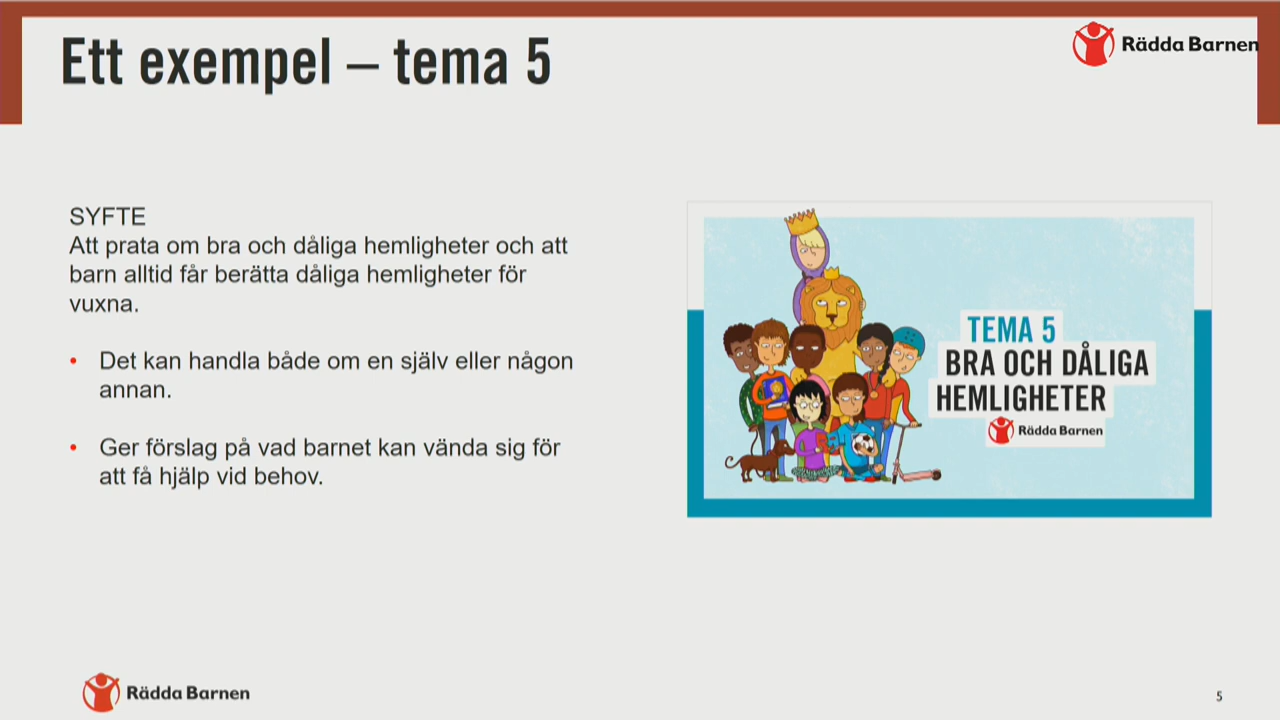 Ett exempel – tema 5
Rädda Barnen
SYFTE
Att prata om bra och dåliga hemligheter och att
barn alltid får berätta dåliga hemligheter för
vuxna.
• Det kan handla både om en själv eller någon
annan.
• Ger förslag på vad barnet kan vända sig för
att få hjälp vid behov.
TEMA 5
BRA OCH DÅLIGA
HEMLIGHETER
Rädda Barnen
Rädda Barnen
5